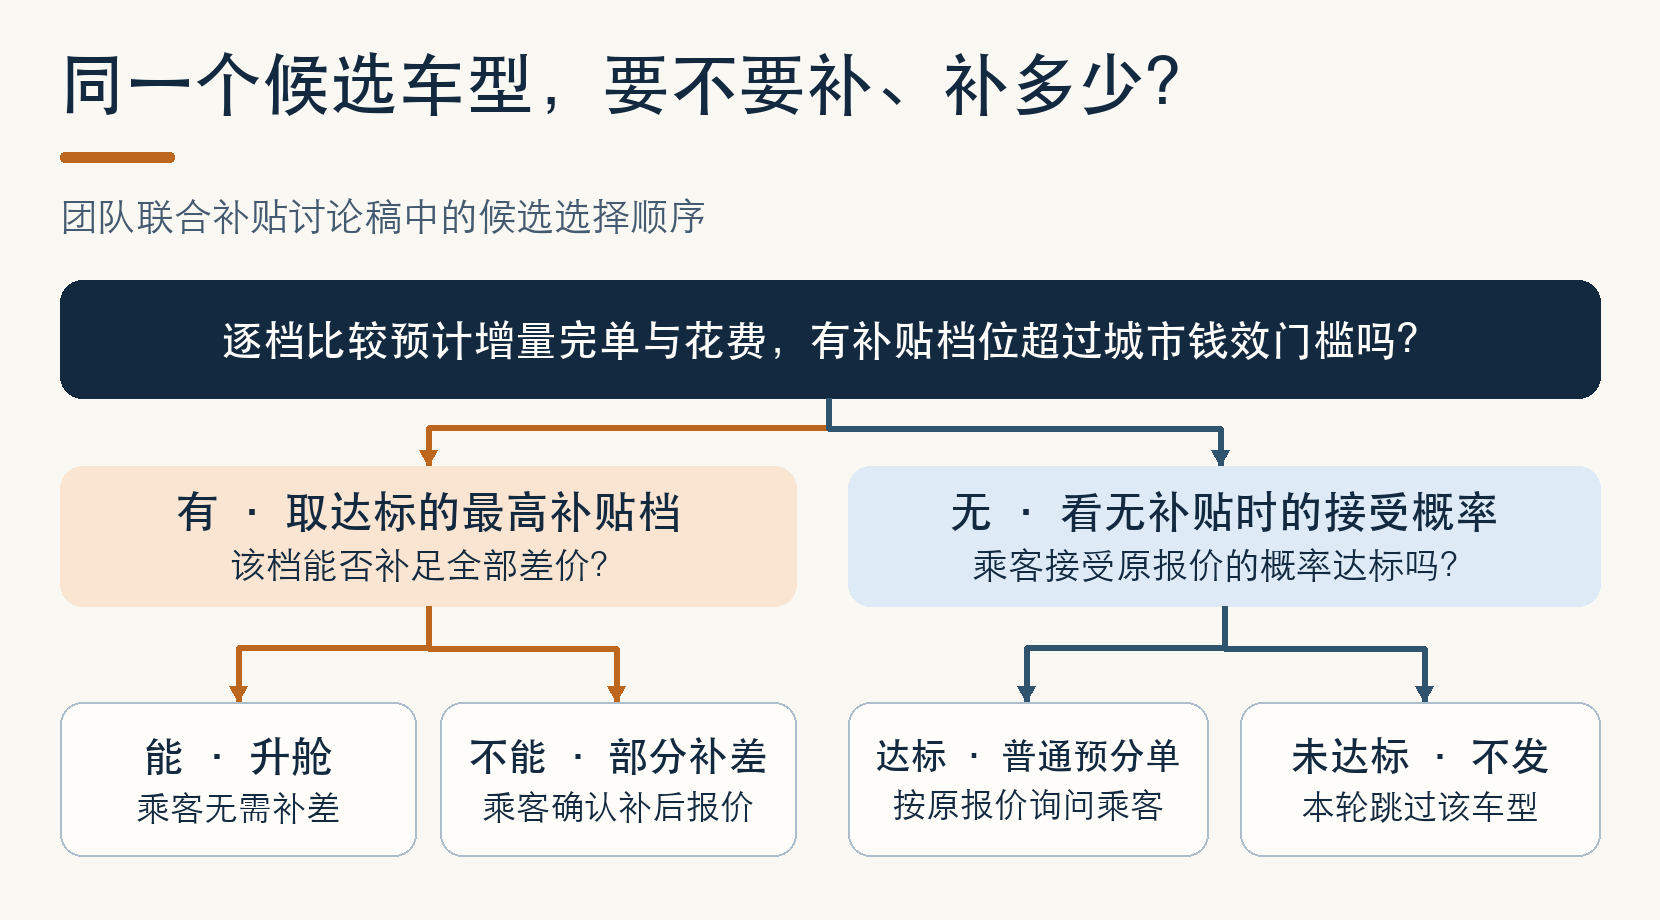 同一个候选车型，要不要补、补多少？
团队联合补贴讨论稿中的候选选择顺序
逐档比较预计增量完单与花费，有补贴档位超过城市钱效门槛吗？
有 · 取达标的最高补贴档
该档能否补足全部差价？
无 · 看无补贴时的接受概率
乘客接受原报价的概率达标吗？
能 · 升舱
乘客无需补差
不能 · 部分补差
乘客确认补后报价
达标 · 普通预分单
按原报价询问乘客
未达标 · 不发
本轮跳过该车型